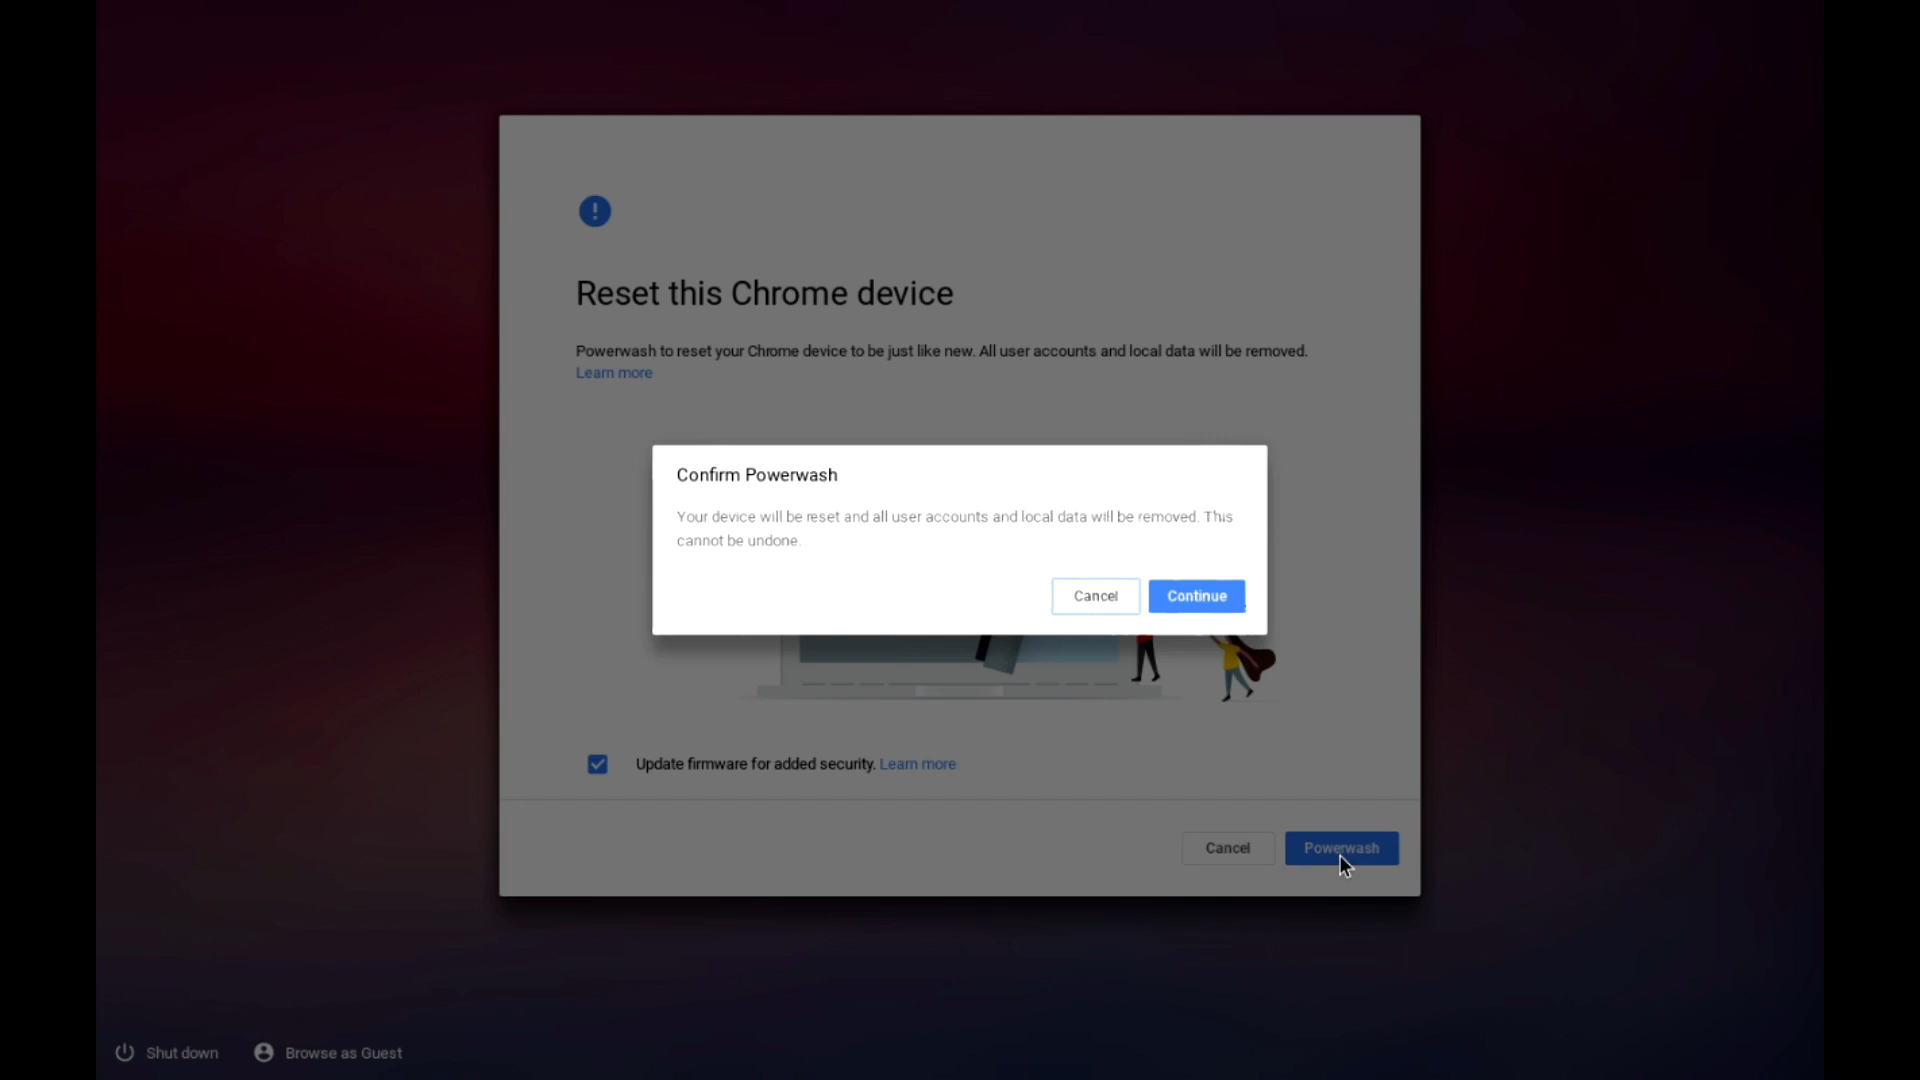 Reset this Chrome device
Powerwash to reset your Chrome device to be just like new. All user accounts and local data will be removed.
Learn more
Confirm Powerwash
Your device will be reset and all user accounts and local data will be removed. This
cannot be undone.
Cancel
Continue
Update firmware for added security. Learn more
Cancel
Powerwash
Shut down
Browse as Guest